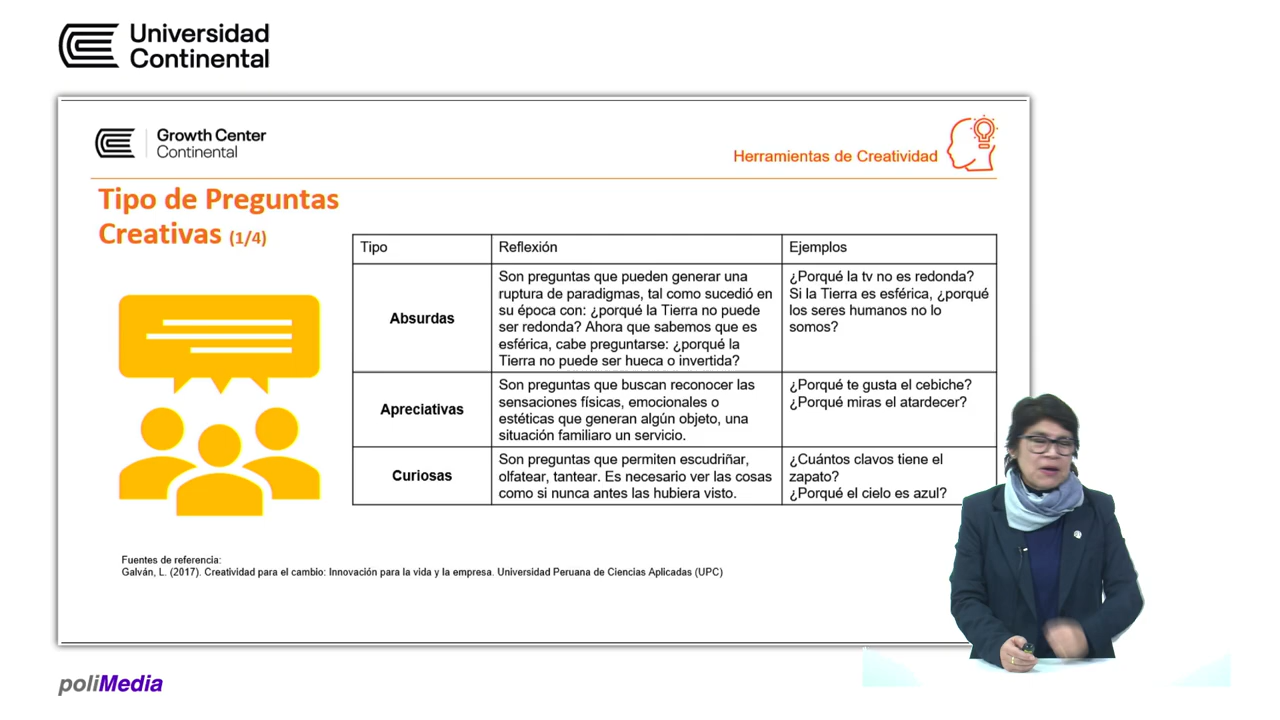 Universidad
Continental
Growth Center
Continental
Herramientas de Creatividad
Tipo de Preguntas
Creativas (1/4)
Tipo
Reflexión
Ejemplos
Absurdas
Son preguntas que pueden generar una
ruptura de paradigmas, tal como sucedió en
su época con: ¿porqué la Tierra no puede
ser redonda? Ahora que sabemos que es
esférica, cabe preguntarse: ¿porqué la
Tierra no puede ser hueca o invertida?
¿Porqué la tv no es redonda?
Si la Tierra es esférica, ¿porqué
los seres humanos no lo
somos?
Apreciativas
Son preguntas que buscan reconocer las
sensaciones físicas, emocionales o
estéticas que generan algún objeto, una
situación familiaro un servicio.
¿Porqué te gusta el cebiche?
¿Porqué miras el atardecer?
Curiosas
Son preguntas que permiten escudriñar,
olfatear, tantear. Es necesario ver las cosas
como si nunca antes las hubiera visto.
¿Cuántos clavos tiene el
zapato?
¿Porqué el cielo es azul?
Fuentes de referencia:
Galván, L. (2017). Creatividad para el cambio: Innovación para la vida y la empresa. Universidad Peruana de Ciencias Aplicadas (UPC)
poliMedia